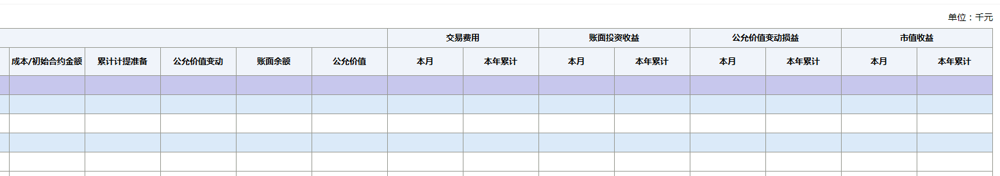 单位：千元
交易费用 账面投资收益 公允价值变动损益 市值收益
成本/初始合约金额 累计计提准备 公允价值变动 账面余额 公允价值 本月 本年累计 本月 本年累计 本月 本年累计 本月 本年累计